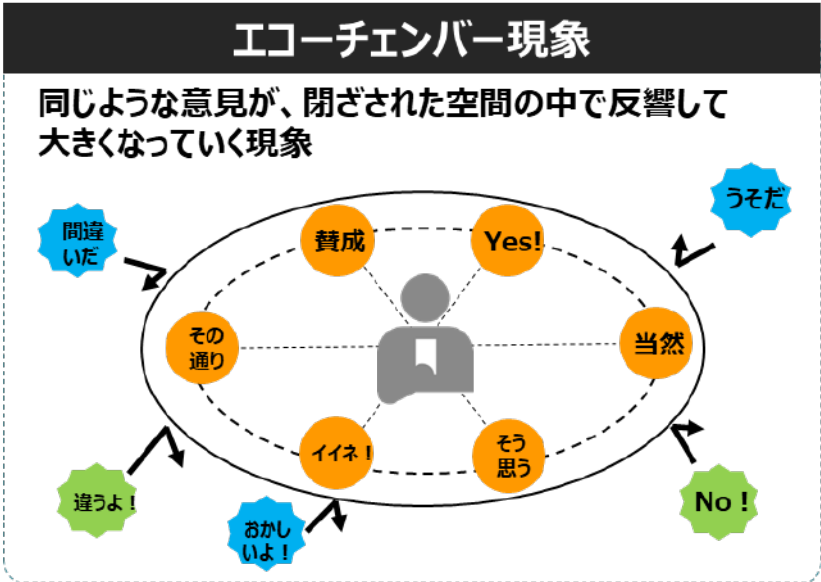 エコーチェンバー現象
同じような意見が、閉ざされた空間の中で反響して
大きくなっていく現象
うそだ
間違
いだ
賛成
Yes!
その
通り
当然
イイネ！
そう
思う
違うよ！
No！
おかし
いよ！